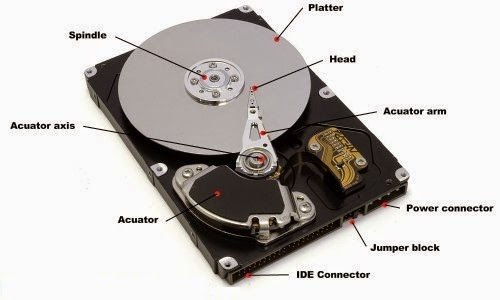 Platter
Spindle
Head
Acuator arm
Acuator axis
Acuator
Power connector
Jumper block
IDE Connector